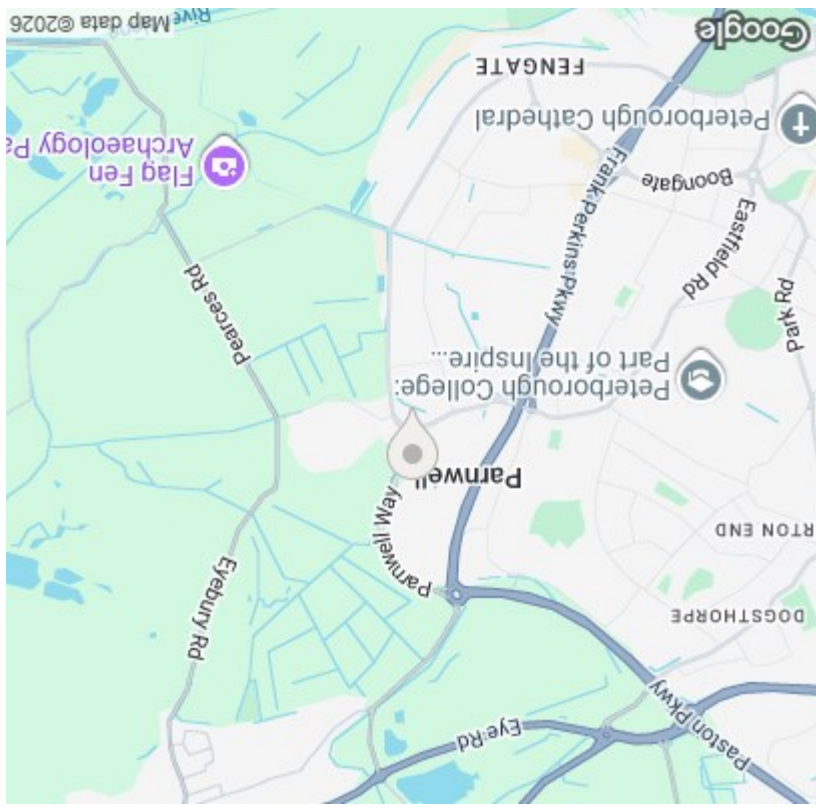 Eye Rd
Paston Pkwy
DOGSTHORPE
Eyebury Rd
Parnwell Way
RTON END
Parnwell
Peterborough College:
Part of the Inspire...
Park Rd
Pearces Rd
Eastfield Rd
Frank Perkins Pkwy
Boongate
Flag Fen
Archaeology Pa
Peterborough Cathedral
FENGATE
Google
Map data ©2026